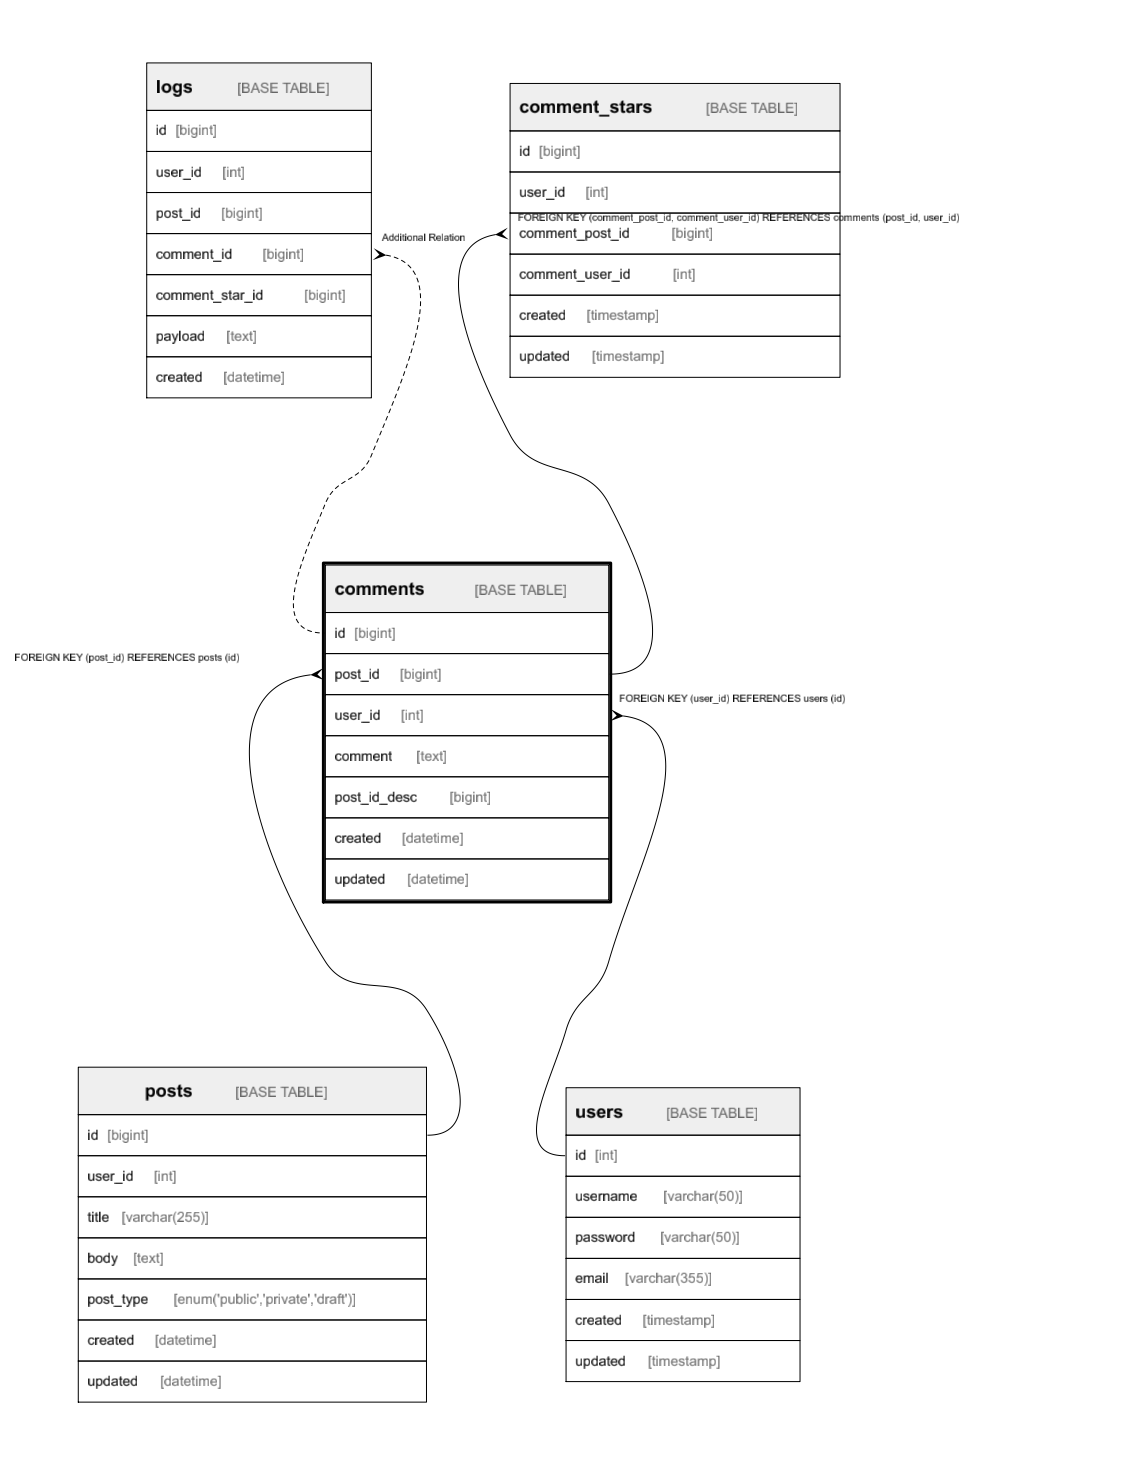 logs [BASE TABLE]
id [bigint]
user_id [int]
post_id [bigint]
comment_id [bigint]
comment_star_id [bigint]
payload [text]
created [datetime]
Additional Relation
comment_stars [BASE TABLE]
id [bigint]
user_id [int]
FOREIGN KEY (comment_post_id, comment_user_id) REFERENCES comments (post_id, user_id)
comment_post_id [bigint]
comment_user_id [int]
created [timestamp]
updated [timestamp]
comments [BASE TABLE]
id [bigint]
post_id [bigint]
user_id [int]
comment [text]
post_id_desc [bigint]
created [datetime]
updated [datetime]
FOREIGN KEY (post_id) REFERENCES posts (id)
FOREIGN KEY (user_id) REFERENCES users (id)
posts [BASE TABLE]
id [bigint]
user_id [int]
title [varchar(255)]
body [text]
post_type [enum('public','private','draft')]
created [datetime]
updated [datetime]
users [BASE TABLE]
id [int]
username [varchar(50)]
password [varchar(50)]
email [varchar(355)]
created [timestamp]
updated [timestamp]